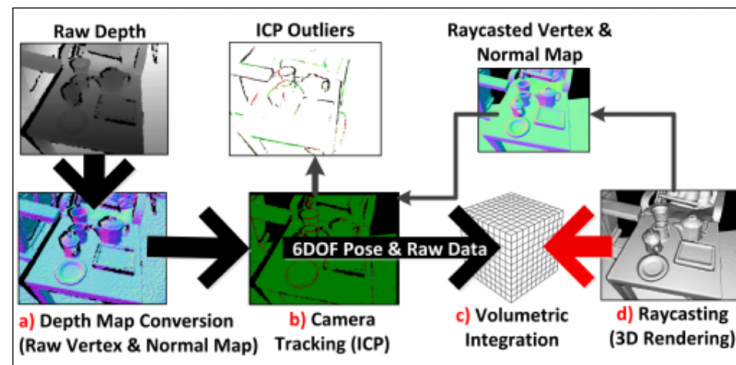 Raw Depth
ICP Outliers
Raycasted Vertex &
Normal Map
6DOF Pose & Raw Data
a) Depth Map Conversion
(Raw Vertex & Normal Map)
b) Camera
Tracking (ICP)
c) Volumetric
Integration
d) Raycasting
(3D Rendering)